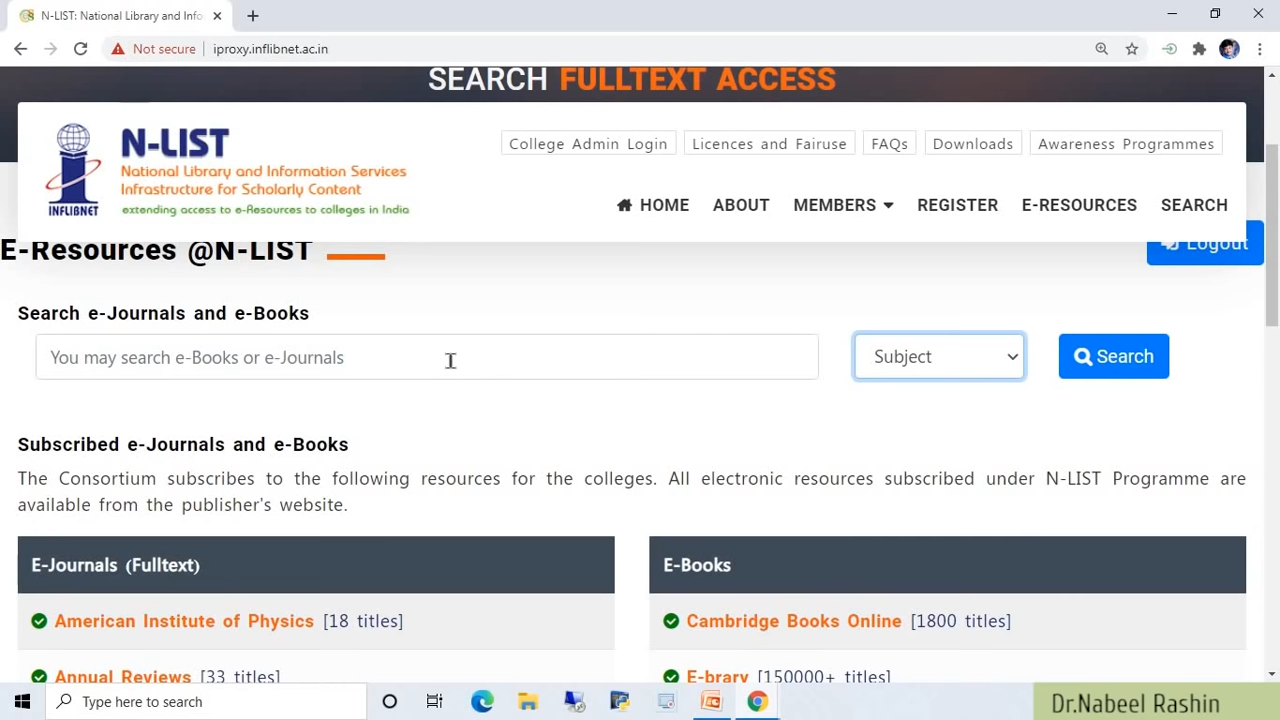 N-LIST: National Library and Info
Not secure
iproxy.inflibnet.ac.in
SEARCH FULLTEXT ACCESS
INFLIBNET
N-LIST
National Library and Information Services
Infrastructure for Scholarly Content
extending access to e-Resources to colleges in India
College Admin Login
Licences and Fairuse
FAQs
Downloads
Awareness Programmes
HOME
ABOUT
MEMBERS
REGISTER
E-RESOURCES
SEARCH
E-Resources @N-LIST
Logout
Search e-Journals and e-Books
You may search e-Books or e-Journals
Subject
Search
Subscribed e-Journals and e-Books
The Consortium subscribes to the following resources for the colleges. All electronic resources subscribed under N-LIST Programme are
available from the publisher's website.
E-Journals (Fulltext)
E-Books
American Institute of Physics [18 titles]
Cambridge Books Online [1800 titles]
Annual Reviews [33 titles]
E-brary [150000+ titles]
Type here to search
Dr.Nabeel Rashin